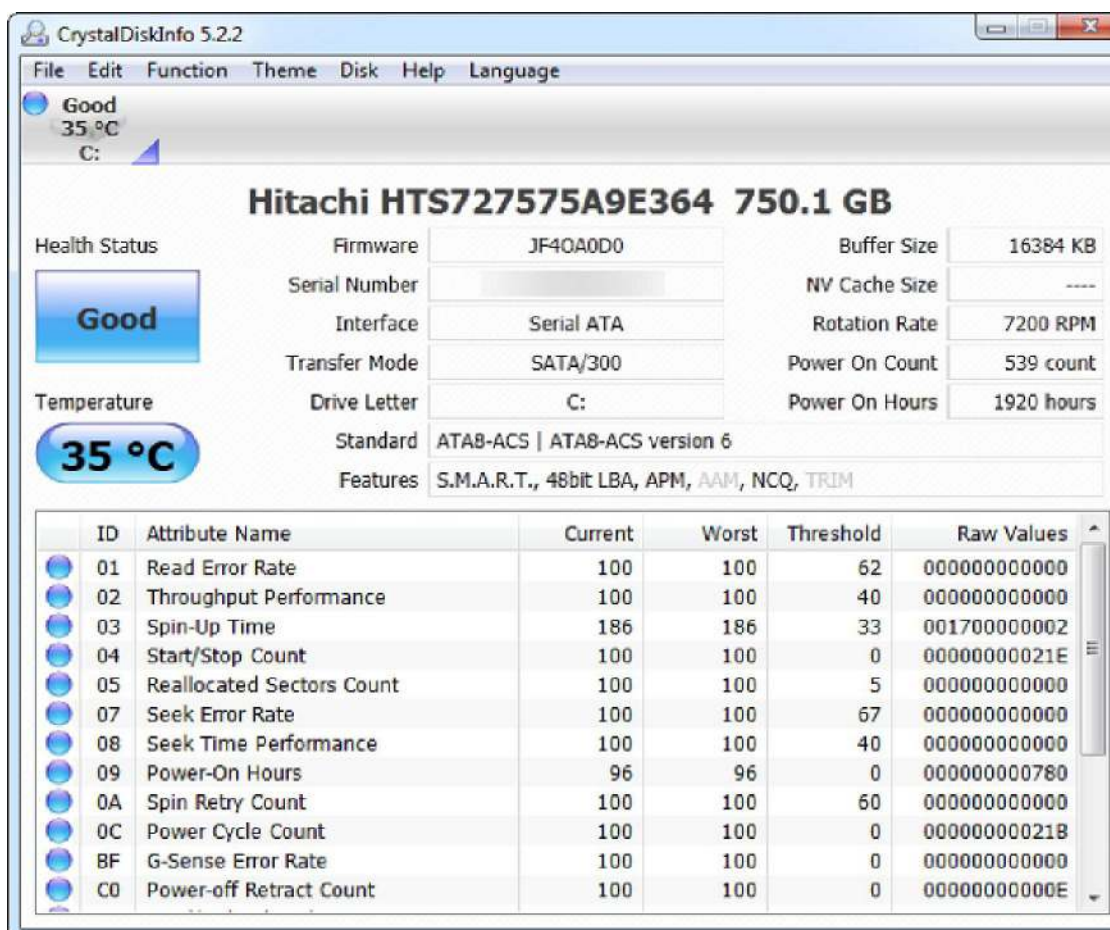 CrystalDiskInfo 5.2.2
File Edit Function Theme Disk Help Language
Good
35 °C
C:
Hitachi HTS727575A9E364 750.1 GB
Health Status Firmware JF4OA0D0 Buffer Size 16384 KB
Serial Number NV Cache Size ----
Good Interface Serial ATA Rotation Rate 7200 RPM
Transfer Mode SATA/300 Power On Count 539 count
Temperature Drive Letter C: Power On Hours 1920 hours
35 °C Standard ATA8-ACS | ATA8-ACS version 6
Features S.M.A.R.T., 48bit LBA, APM, AAM, NCQ, TRIM
ID Attribute Name Current Worst Threshold Raw Values
01 Read Error Rate 100 100 62 000000000000
02 Throughput Performance 100 100 40 000000000000
03 Spin-Up Time 186 186 33 001700000002
04 Start/Stop Count 100 100 0 00000000021E
05 Reallocated Sectors Count 100 100 5 000000000000
07 Seek Error Rate 100 100 67 000000000000
08 Seek Time Performance 100 100 40 000000000000
09 Power-On Hours 96 96 0 000000000780
0A Spin Retry Count 100 100 60 000000000000
0C Power Cycle Count 100 100 0 00000000021B
BF G-Sense Error Rate 100 100 0 000000000000
C0 Power-off Retract Count 100 100 0 00000000000E